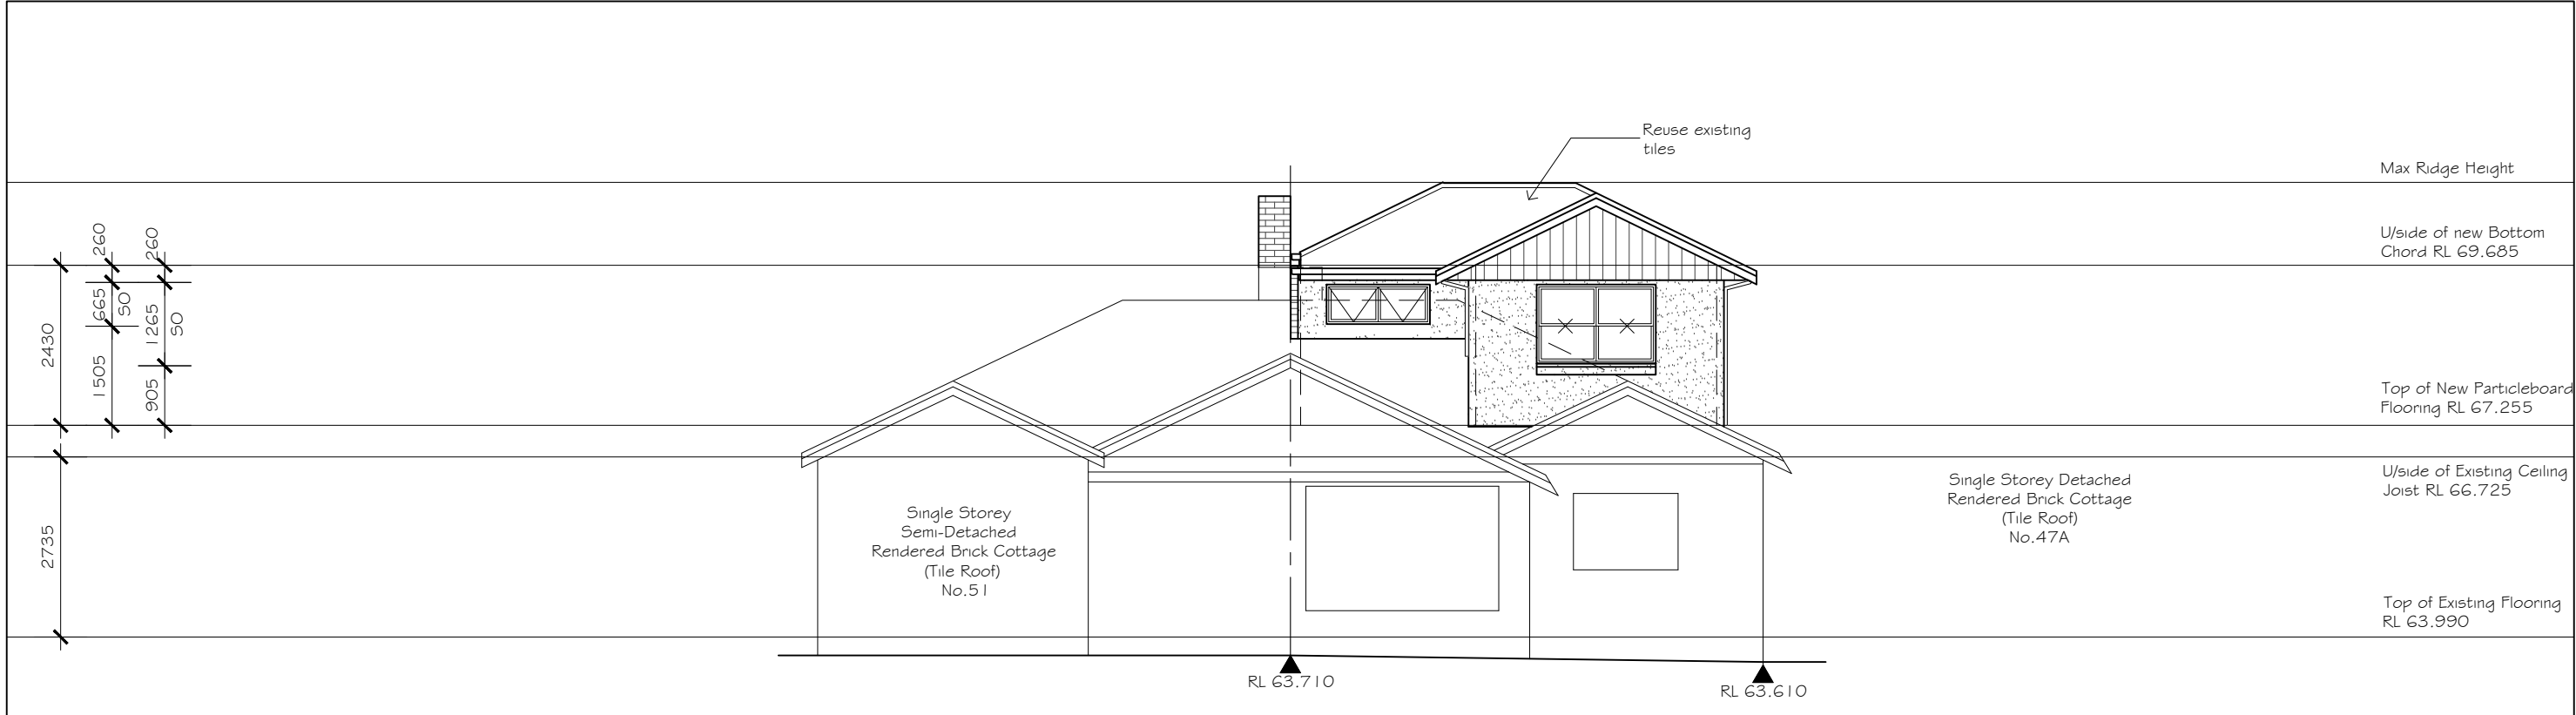 Reuse existing
tiles
Max Ridge Height
U/side of new Bottom
Chord RL 69.685
Top of New Particleboard
Flooring RL 67.255
U/side of Existing Ceiling
Joist RL 66.725
Top of Existing Flooring
RL 63.990
260
260
665
50
1265
50
2430
1505
905
2735
Single Storey
Semi-Detached
Rendered Brick Cottage
(Tile Roof)
No.51
Single Storey Detached
Rendered Brick Cottage
(Tile Roof)
No.47A
RL 63.710
RL 63.610